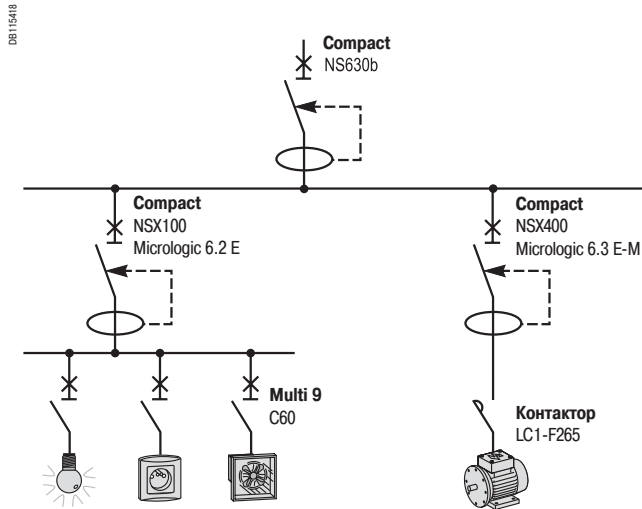 DB115418
Compact
NS630b
Compact
NSX100
Micrologic 6.2 E
Compact
NSX400
Micrologic 6.3 E-M
Multi 9
C60
Контактор
LC1-F265